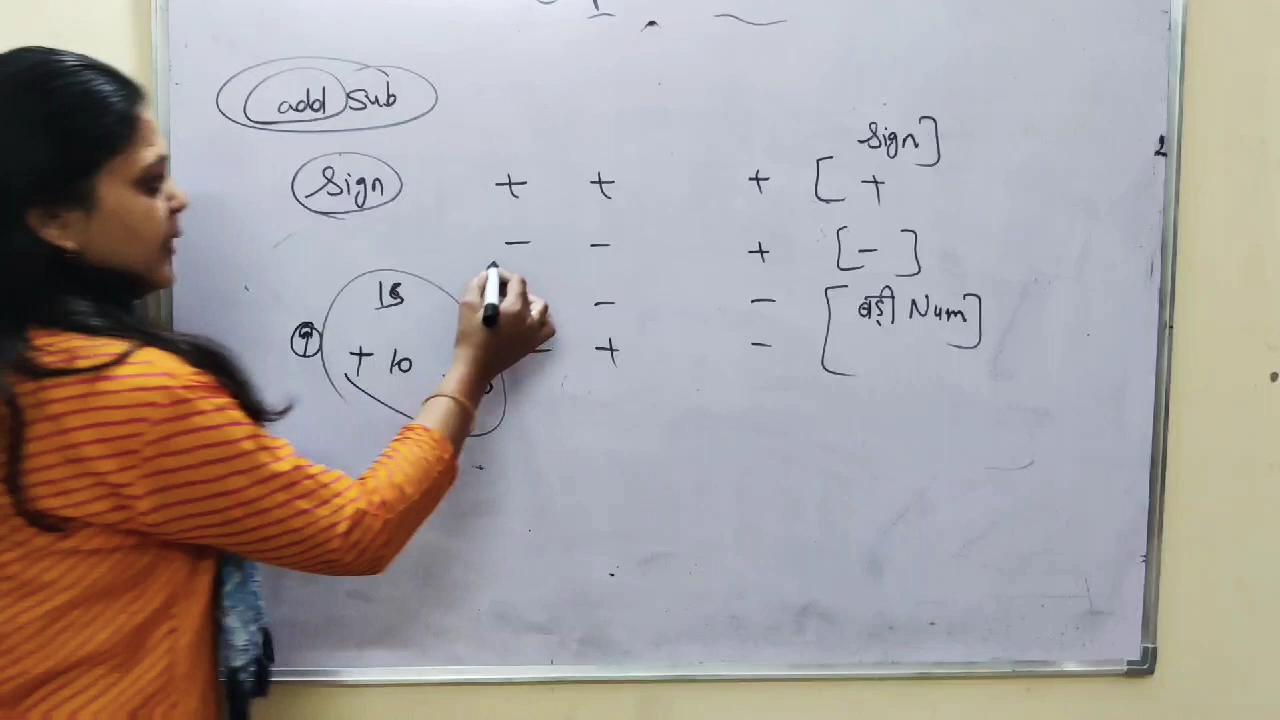 add sub
Sign]
Sign + + + [ +
- - + [ - ]
15 - - [ बड़ी Num ]
+ 10 - + -